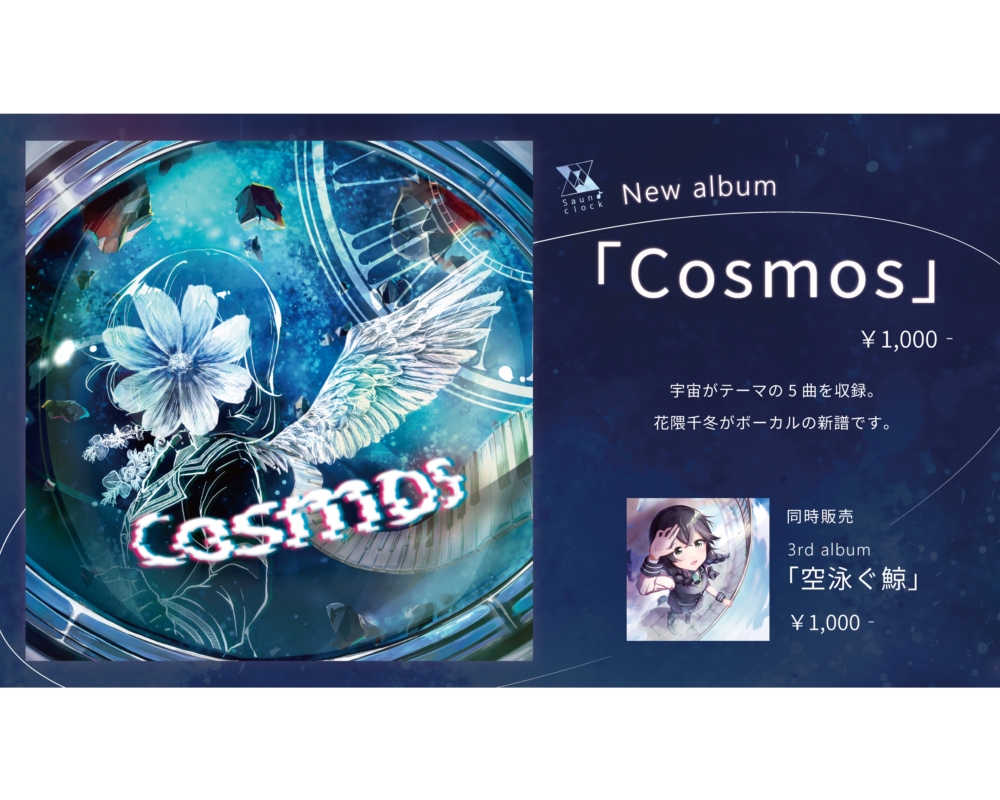 Cosmos
Saund
clock
New album
「Cosmos」
￥1,000 -
宇宙がテーマの5曲を収録。
花隈千冬がボーカルの新譜です。
同時販売
3rd album
「空泳ぐ鯨」
￥1,000 -